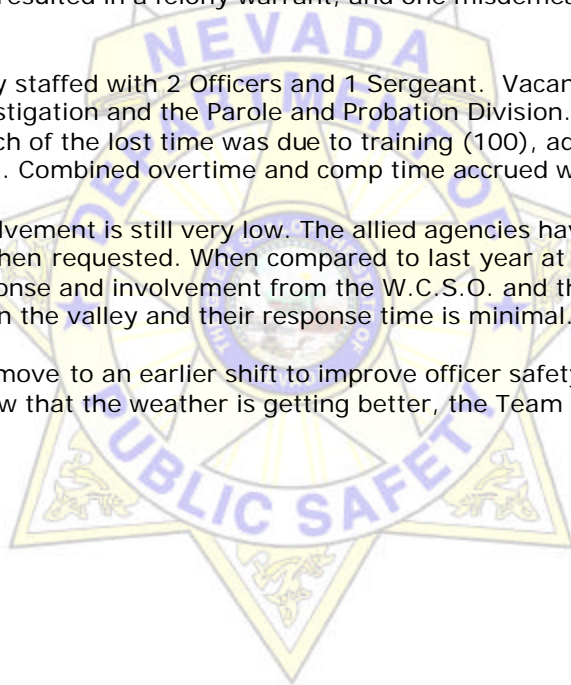 resulted in a felony warrant, and one misdemea
y staffed with 2 Officers and 1 Sergeant. Vacan
stigation and the Parole and Probation Division.
ch of the lost time was due to training (100), ad
. Combined overtime and comp time accrued w
lvement is still very low. The allied agencies hav
hen requested. When compared to last year at
onse and involvement from the W.C.S.O. and th
n the valley and their response time is minimal.
move to an earlier shift to improve officer safety
w that the weather is getting better, the Team
NEVADA
DEPARTMENT OF
PUBLIC SAFETY